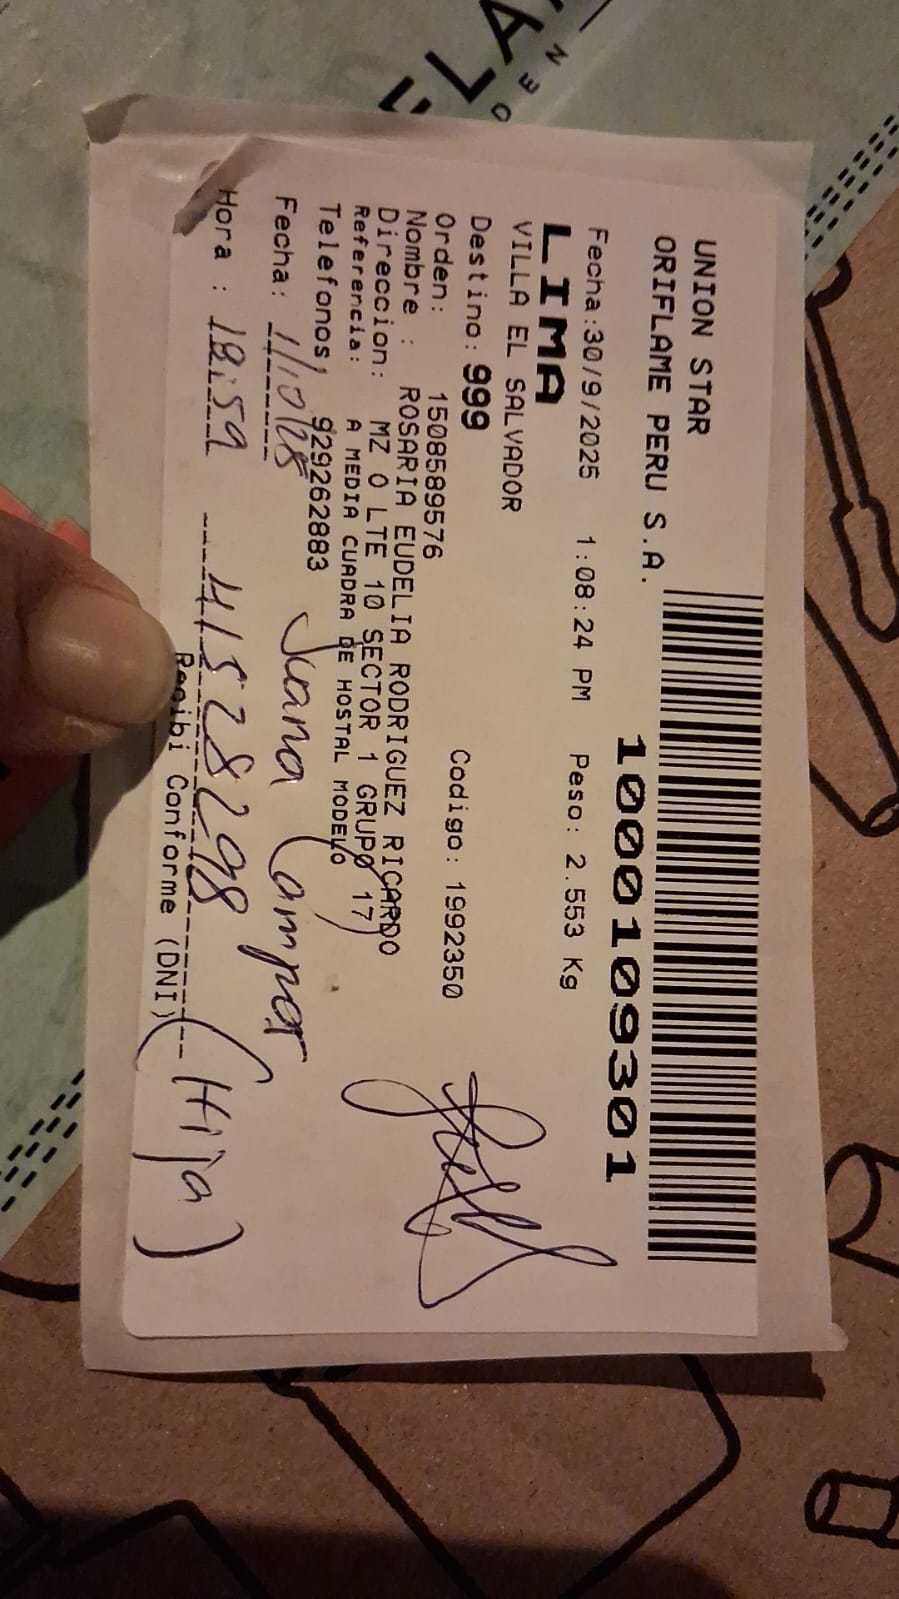 UNION STAR
ORIFLAME PERU S.A.
1000109301
Fecha:30/9/2025 1:08:24 PM Peso: 2.553 Kg
LIMA
VILLA EL SALVADOR
Destino: 999
Orden: 1508589576 Codigo: 1992350
Nombre : ROSARIA EUDELIA RODRIGUEZ RICARDO
Direccion: MZ O LTE 10 SECTOR 1 GRUPO 17
Referencia: A MEDIA CUADRA DE HOSTAL MODELO
Telefonos, 929262883
Fecha: 1/10/25 Juana Campos
Hora : 18:59 41528298 (Hija)
Recibi Conforme (DNI)